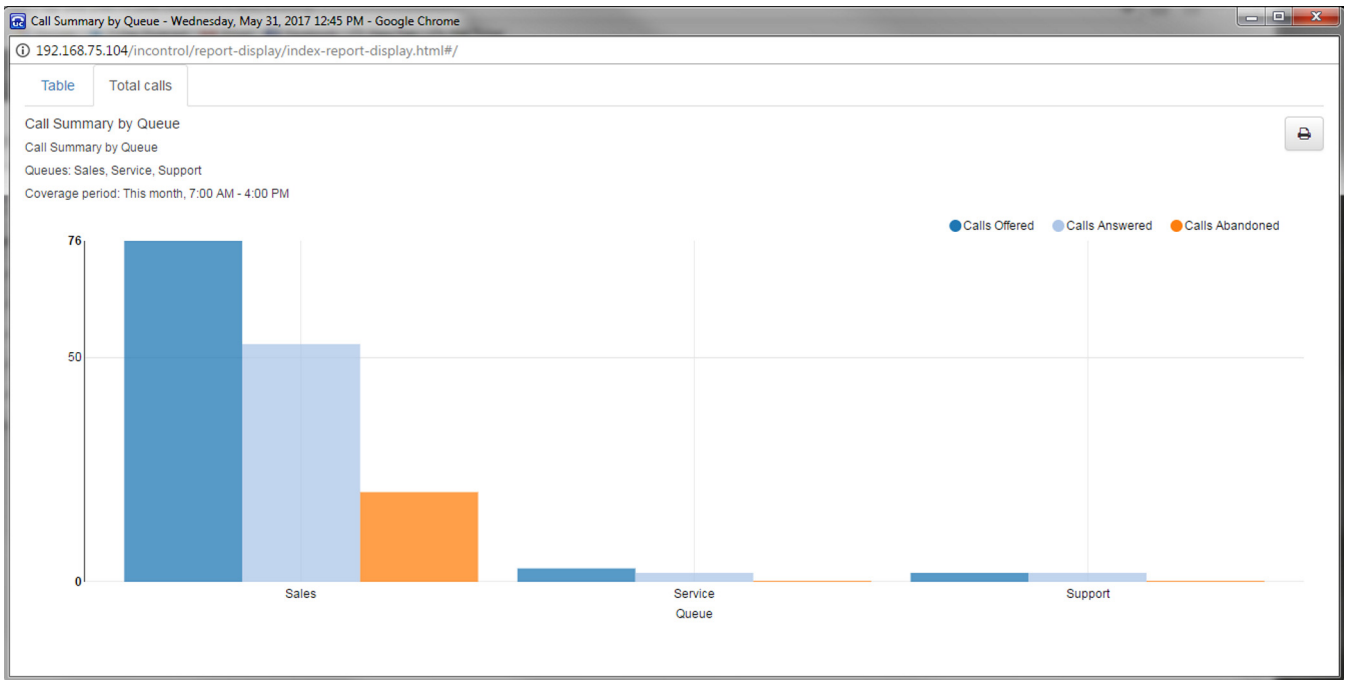 Call Summary by Queue - Wednesday, May 31, 2017 12:45 PM - Google Chrome
192.168.75.104/incontrol/report-display/index-report-display.html#/
Table Total calls
Call Summary by Queue
Call Summary by Queue
Queues: Sales, Service, Support
Coverage period: This month, 7:00 AM - 4:00 PM
Calls Offered Calls Answered Calls Abandoned
76
50
0
Sales Service Support
Queue